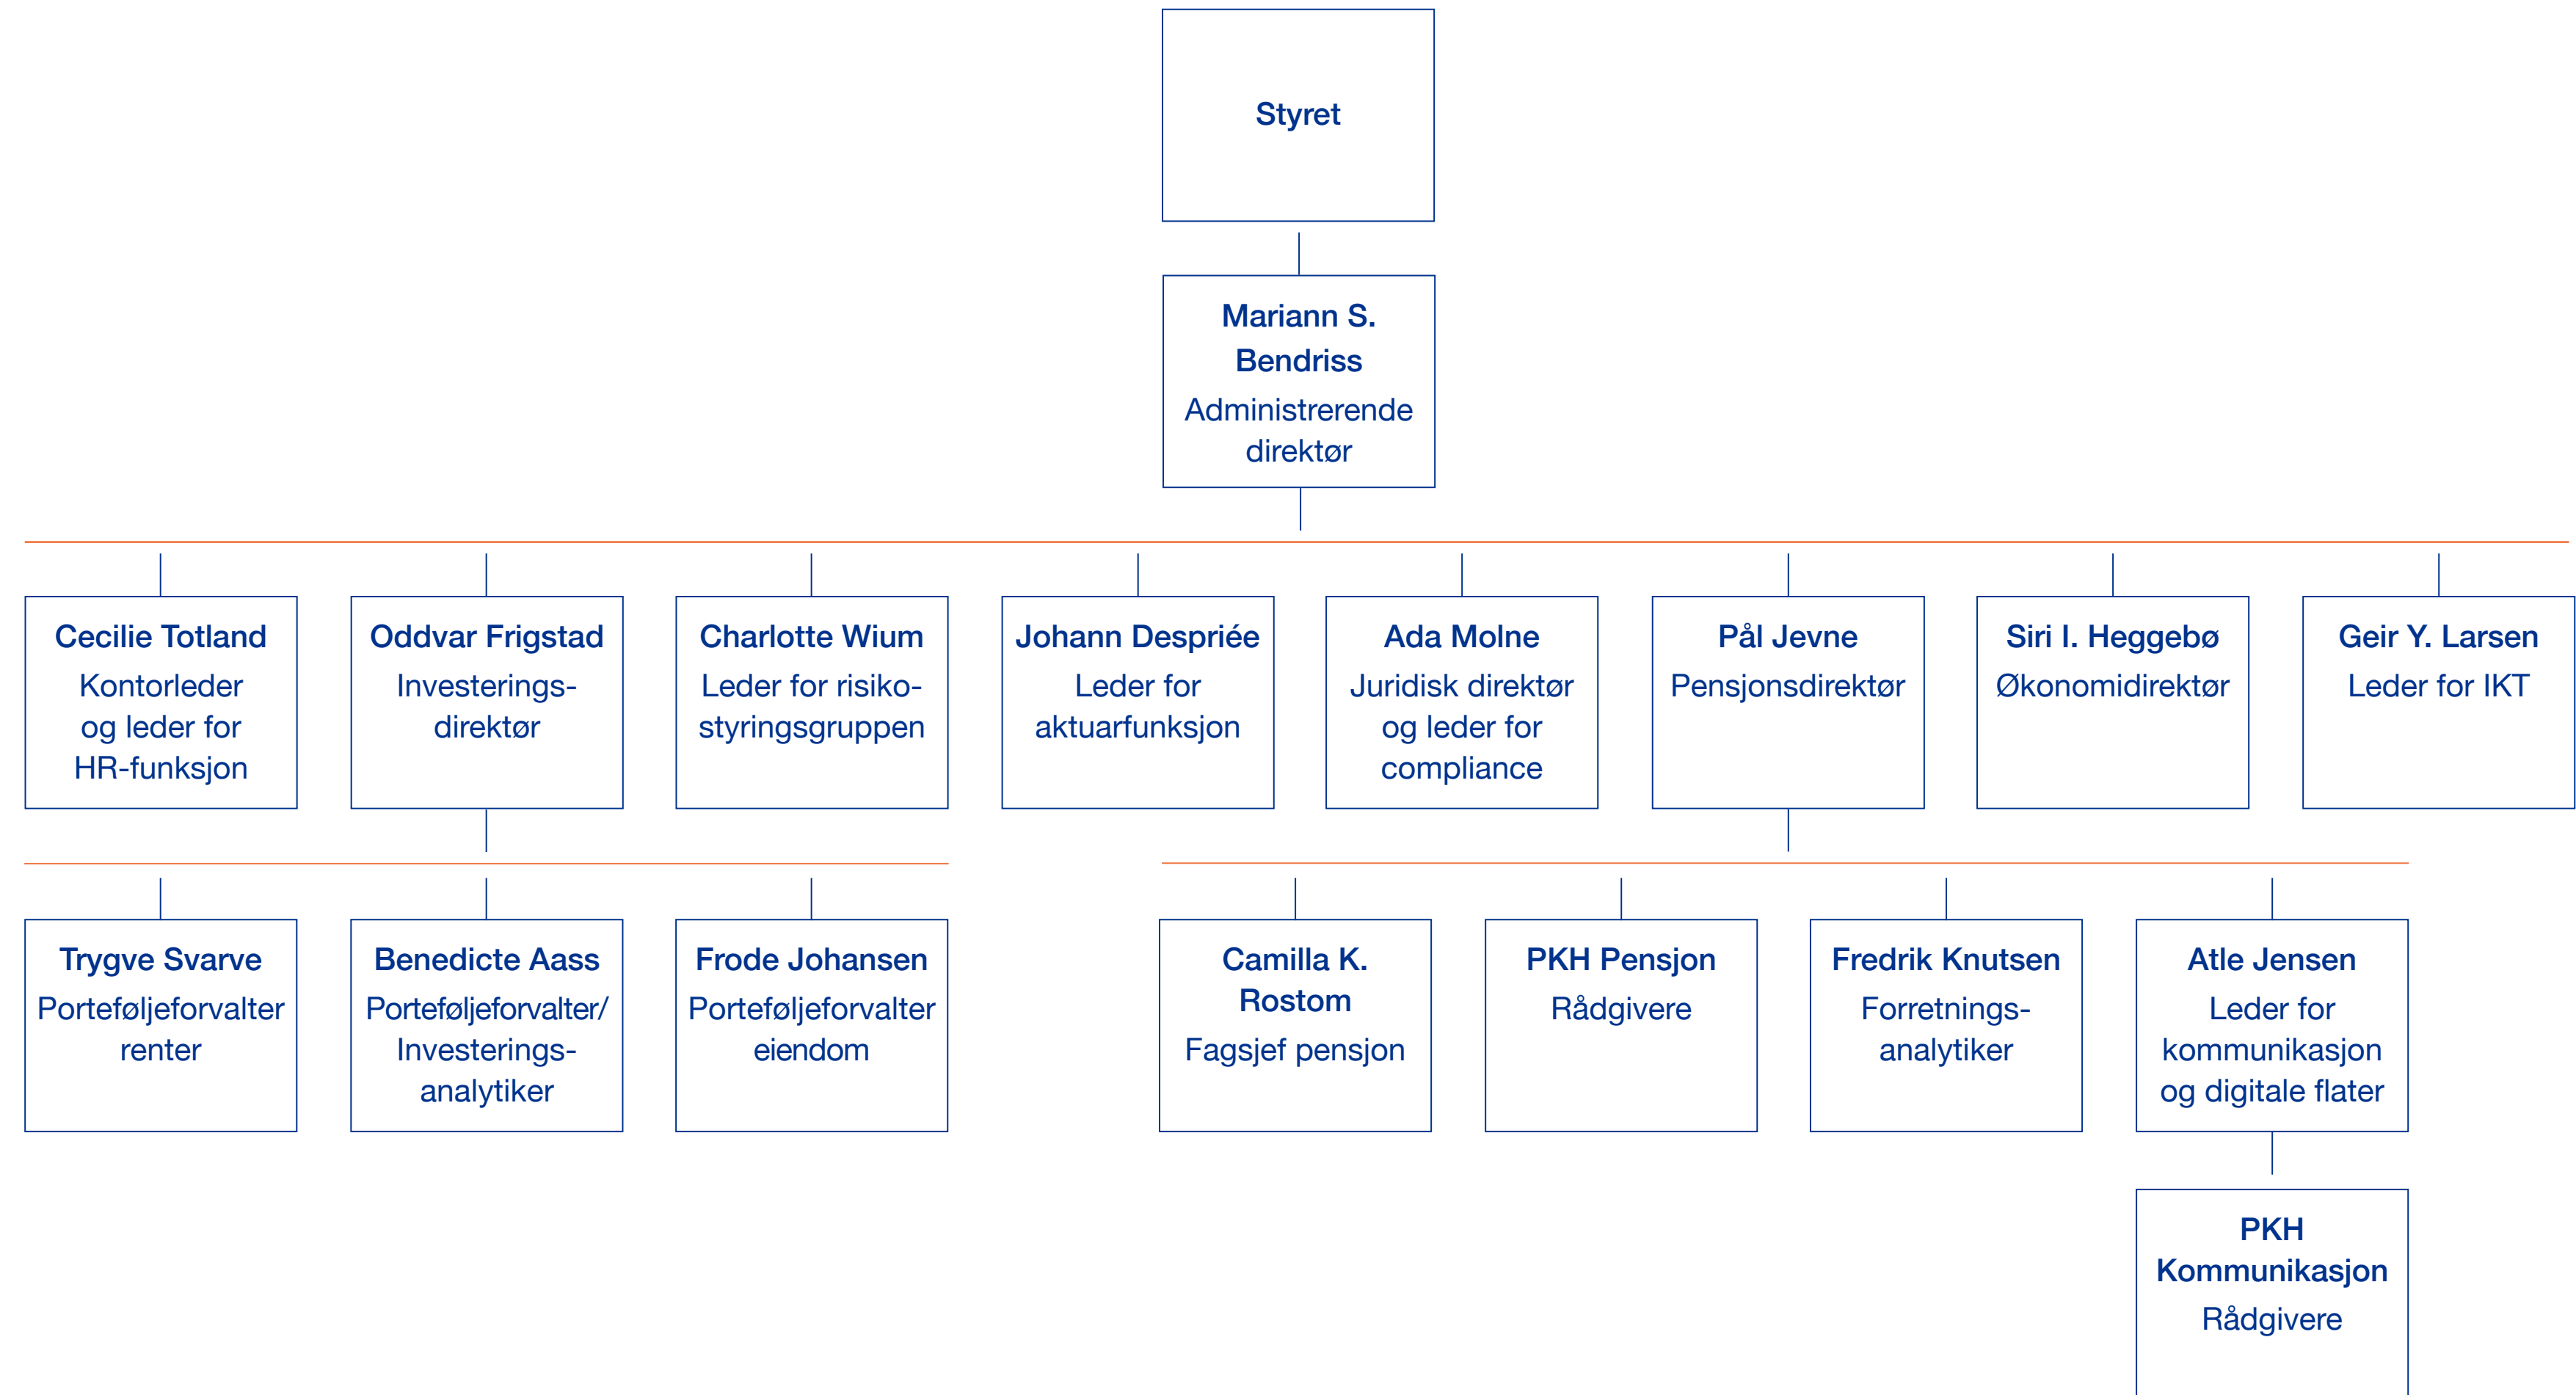 Styret
Mariann S.
Bendriss
Administrerende
direktør
Cecilie Totland
Kontorleder
og leder for
HR-funksjon
Oddvar Frigstad
Investerings-
direktør
Charlotte Wium
Leder for risiko-
styringsgruppen
Johann Despriée
Leder for
aktuarfunksjon
Ada Molne
Juridisk direktør
og leder for
compliance
Pål Jevne
Pensjonsdirektør
Siri I. Heggebø
Økonomidirektør
Geir Y. Larsen
Leder for IKT
Trygve Svarve
Porteføljeforvalter
renter
Benedicte Aass
Porteføljeforvalter/
Investerings-
analytiker
Frode Johansen
Porteføljeforvalter
eiendom
Camilla K.
Rostom
Fagsjef pensjon
PKH Pensjon
Rådgivere
Fredrik Knutsen
Forretnings-
analytiker
Atle Jensen
Leder for
kommunikasjon
og digitale flater
PKH
Kommunikasjon
Rådgivere